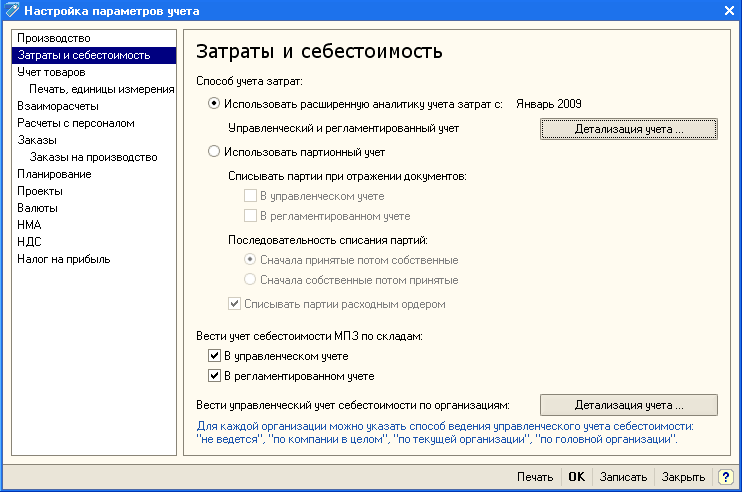 Настройка параметров учета
Производство
Затраты и себестоимость
Учет товаров
Печать, единицы измерения
Взаиморасчеты
Расчеты с персоналом
Заказы
Заказы на производство
Планирование
Проекты
Валюты
НМА
НДС
Налог на прибыль
Затраты и себестоимость
Способ учета затрат:
Использовать расширенную аналитику учета затрат с: Январь 2009
Управленческий и регламентированный учет Детализация учета ...
Использовать партионный учет
Списывать партии при отражении документов:
В управленческом учете
В регламентированном учете
Последовательность списания партий:
Сначала принятые потом собственные
Сначала собственные потом принятые
Списывать партии расходным ордером
Вести учет себестоимости МПЗ по складам:
В управленческом учете
В регламентированном учете
Вести управленческий учет себестоимости по организациям: Детализация учета ...
Для каждой организации можно указать способ ведения управленческого учета себестоимости:
"не ведется", "по компании в целом", "по текущей организации", "по головной организации".
Печать OK Записать Закрыть ?